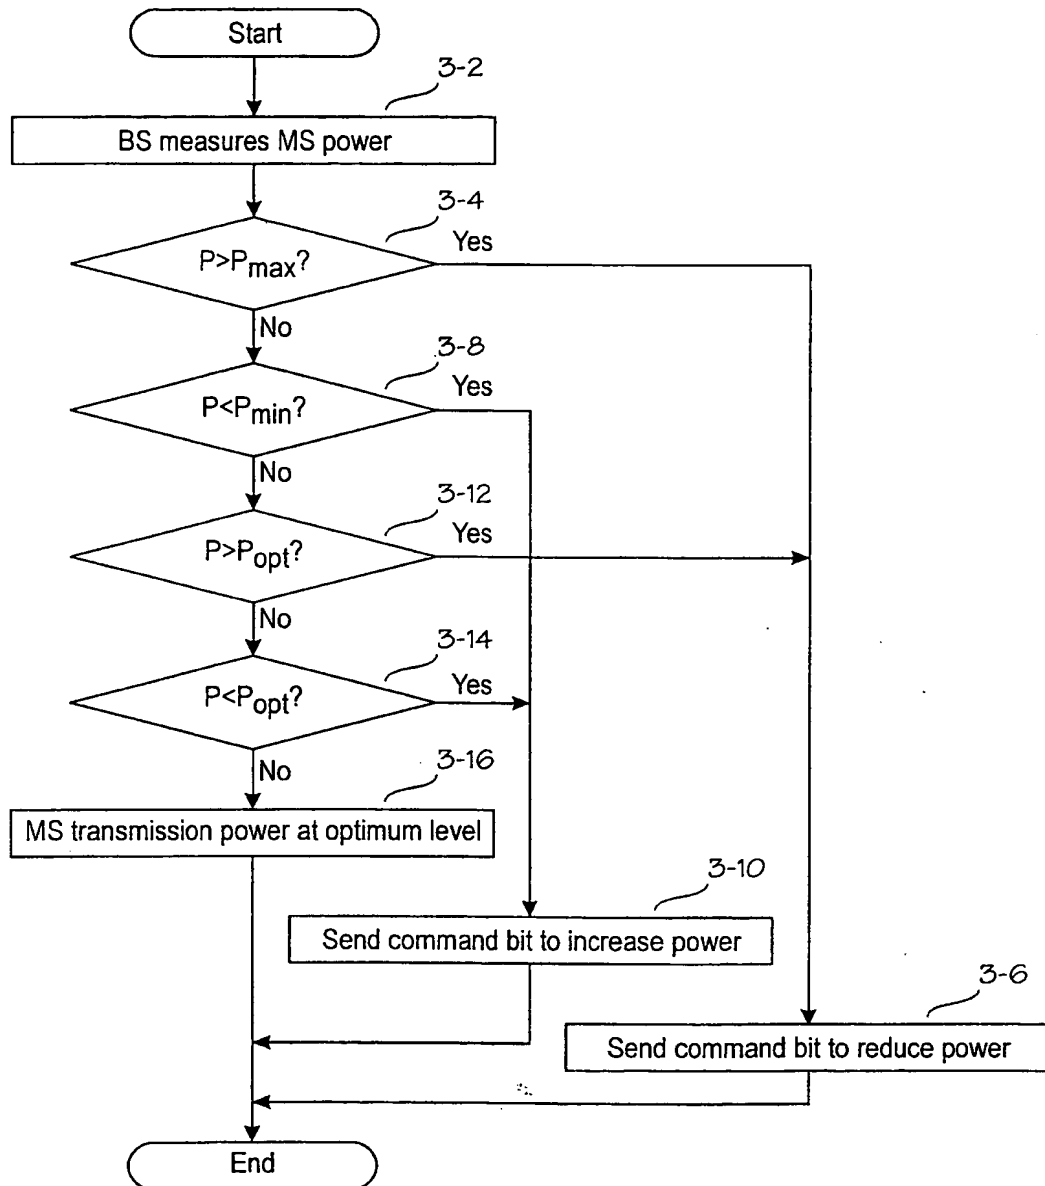 Start
3-2
BS measures MS power
3-4
P>Pmax?
Yes
No
3-8
P<Pmin?
Yes
No
3-12
P>Popt?
Yes
No
3-14
P<Popt?
Yes
No
3-16
MS transmission power at optimum level
3-10
Send command bit to increase power
3-6
Send command bit to reduce power
End